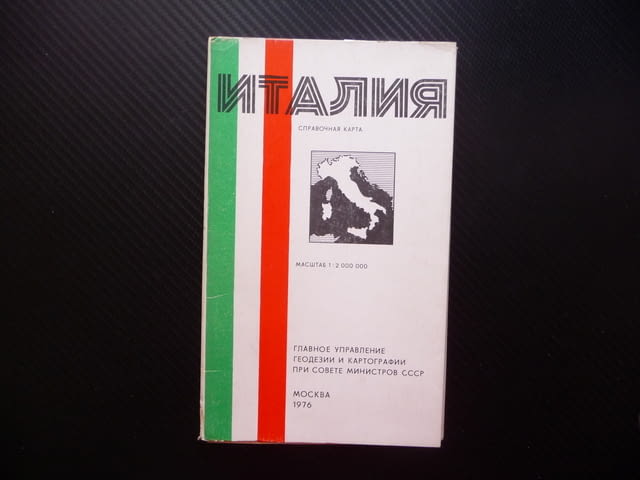 ИТАЛИЯ
СПРАВОЧНАЯ КАРТА
МАСШТАБ 1:2 000 000
ГЛАВНОЕ УПРАВЛЕНИЕ
ГЕОДЕЗИИ И КАРТОГРАФИИ
ПРИ СОВЕТЕ МИНИСТРОВ СССР
МОСКВА
1976